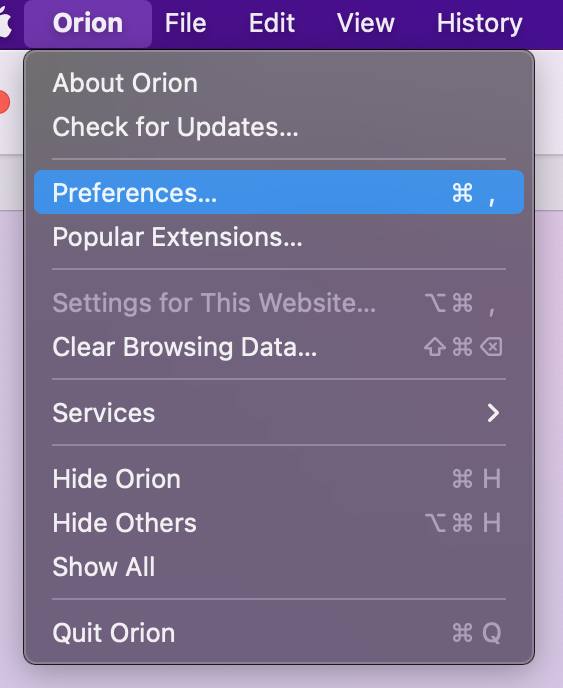 Orion File Edit View History
About Orion
Check for Updates...
Preferences... ⌘ ,
Popular Extensions...
Settings for This Website... ⌥⌘ ,
Clear Browsing Data... ⇧⌘⌫
Services
Hide Orion ⌘ H
Hide Others ⌥⌘ H
Show All
Quit Orion ⌘ Q